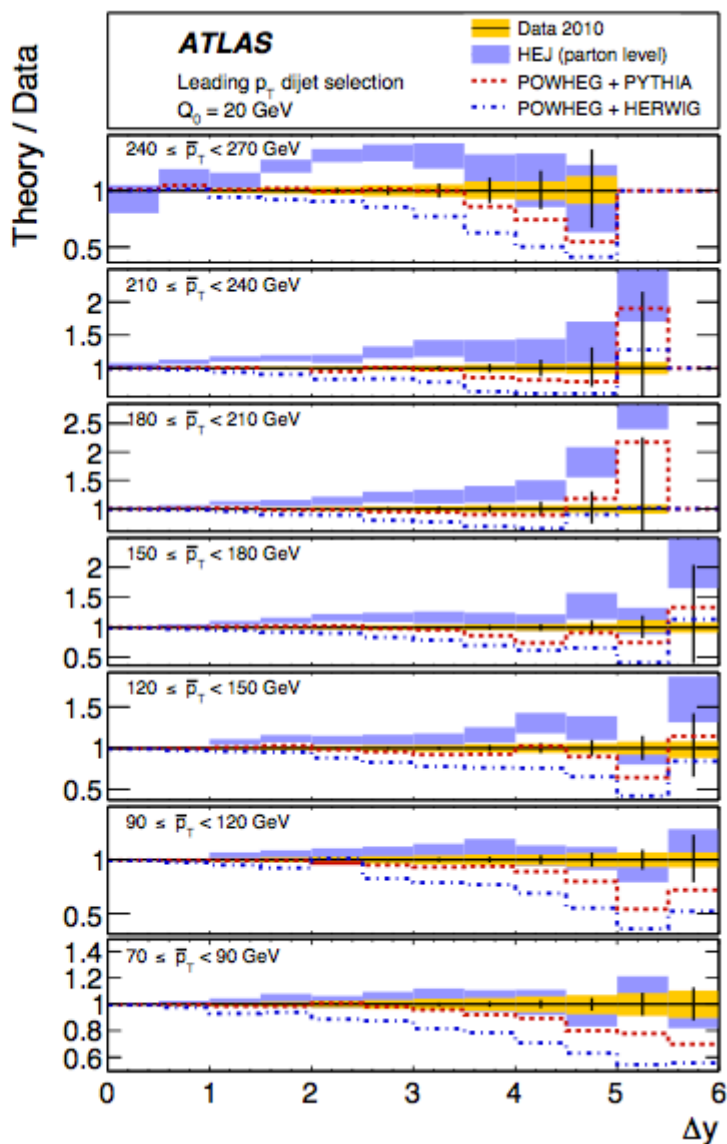 ATLAS
Leading p_T dijet selection
Q_0 = 20 GeV
Data 2010
HEJ (parton level)
POWHEG + PYTHIA
POWHEG + HERWIG
Theory / Data
240 ≤ p̄_T < 270 GeV
1
0.5
210 ≤ p̄_T < 240 GeV
2
1.5
1
180 ≤ p̄_T < 210 GeV
2.5
2
1.5
1
150 ≤ p̄_T < 180 GeV
2
1.5
1
0.5
120 ≤ p̄_T < 150 GeV
1.5
1
0.5
90 ≤ p̄_T < 120 GeV
1
0.5
70 ≤ p̄_T < 90 GeV
1.4
1.2
1
0.8
0.6
0 1 2 3 4 5 6
Δy